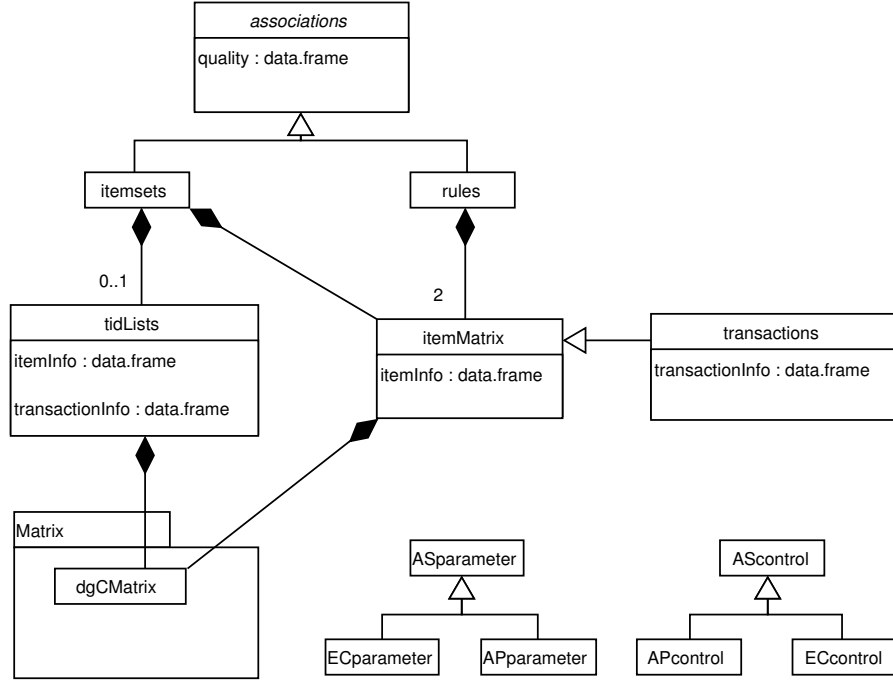 associations
quality : data.frame
itemsets
rules
0..1
2
tidLists
itemInfo : data.frame
transactionInfo : data.frame
itemMatrix
itemInfo : data.frame
transactions
transactionInfo : data.frame
Matrix
dgCMatrix
ASparameter
ECparameter
APparameter
AScontrol
APcontrol
ECcontrol